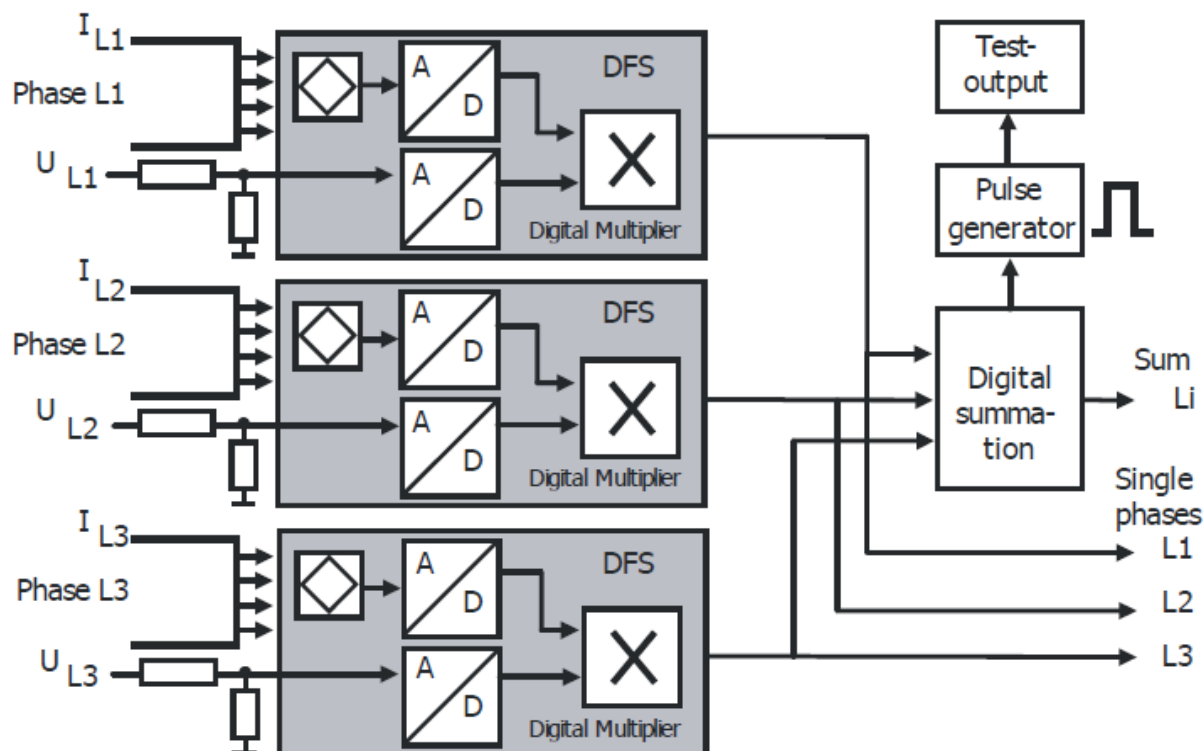 I L1
Phase L1
U L1
A
D
A
D
DFS
Digital Multiplier
I L2
Phase L2
U L2
A
D
A
D
DFS
Digital Multiplier
I L3
Phase L3
U L3
A
D
A
D
DFS
Digital Multiplier
Test-
output
Pulse
generator
Digital
summa-
tion
Sum
Li
Single
phases
L1
L2
L3